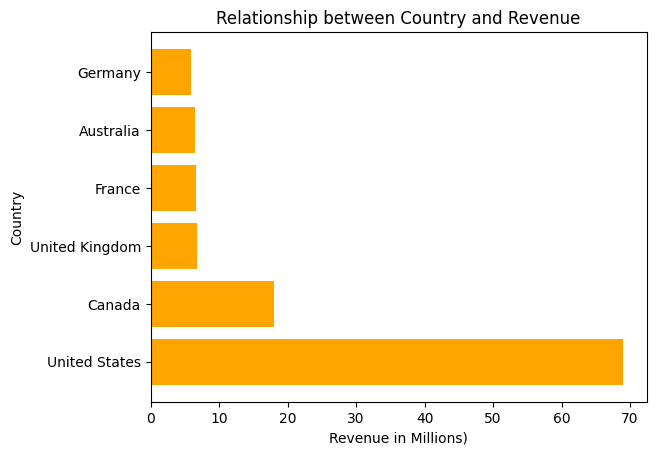 Relationship between Country and Revenue
Germany
Australia
France
United Kingdom
Canada
United States
Country
0 10 20 30 40 50 60 70
Revenue in Millions)